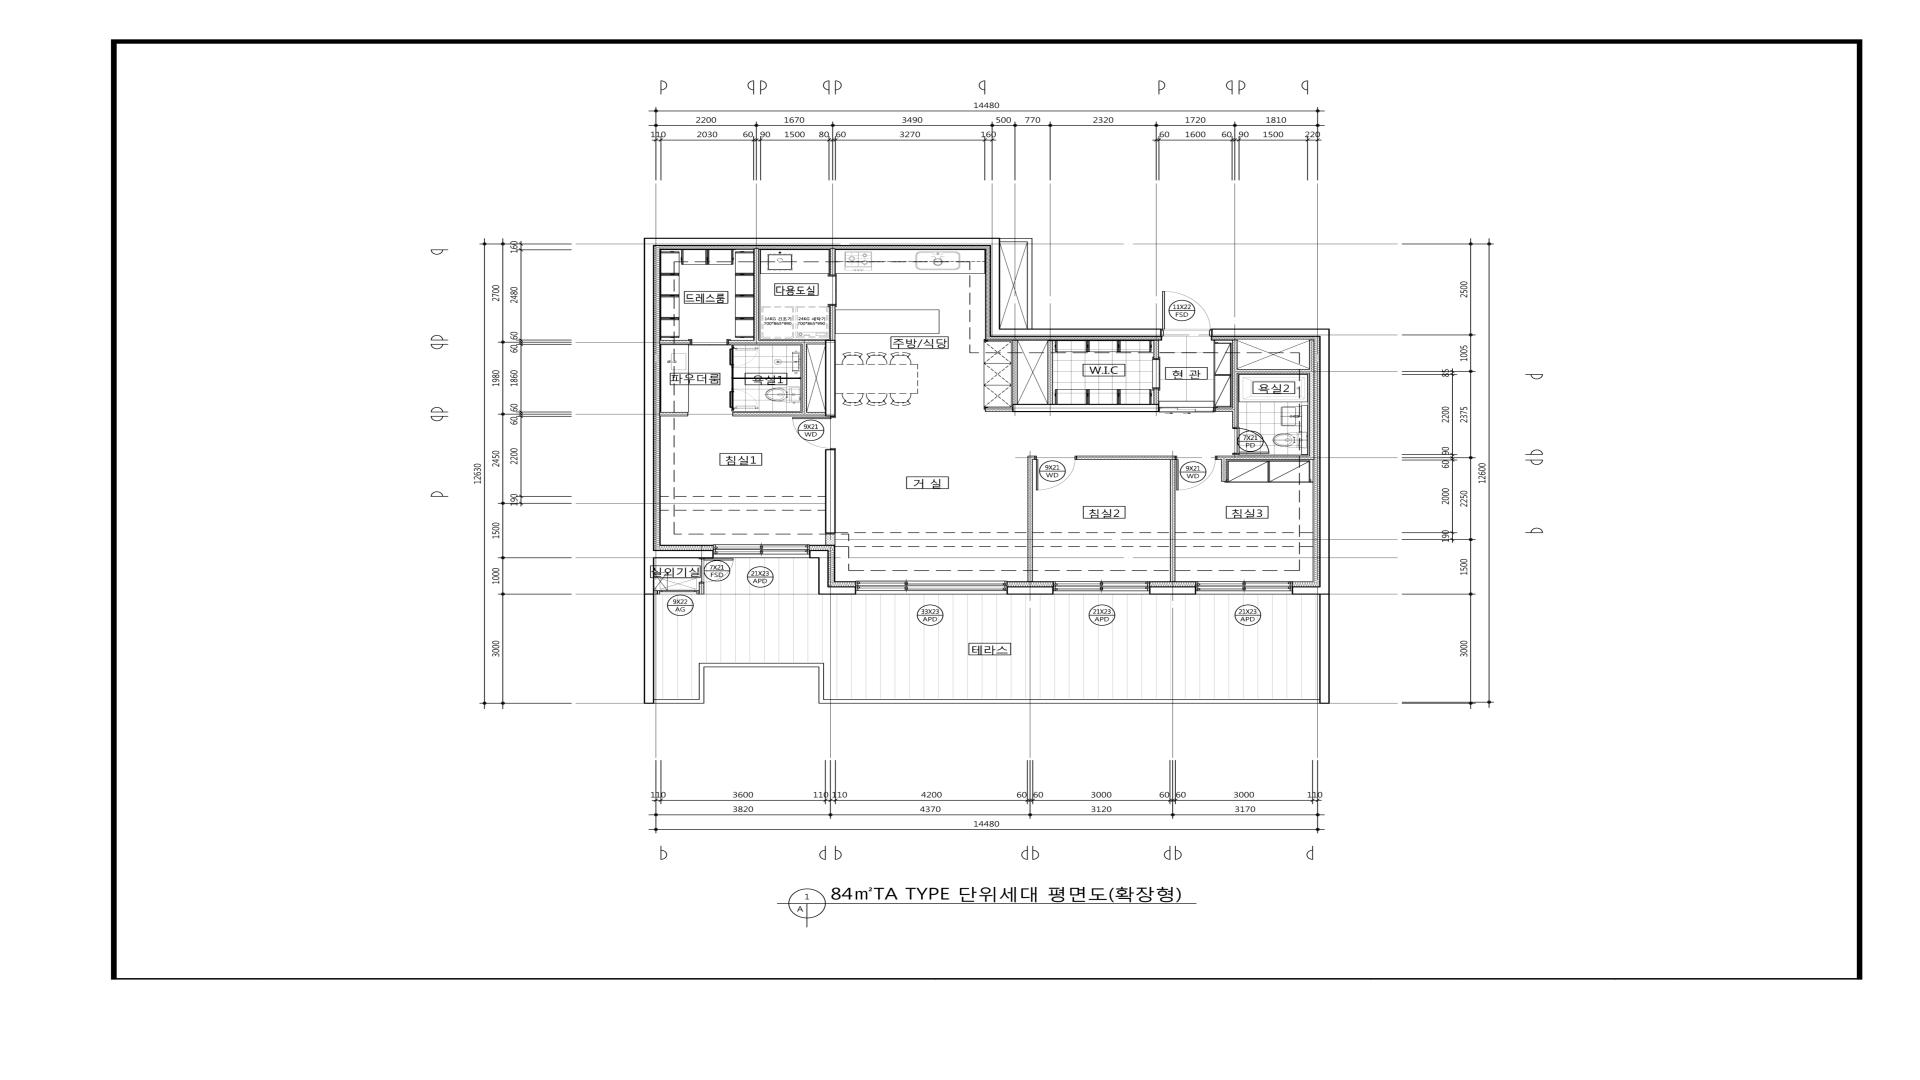 14480
2200 1670 3490 500 770 2320 1720 1810
110 2030 60 90 1500 80 60 3270 160 60 1600 60 90 1500 220
12630
2700 1980 2450 1500 1000 3000
160 2480 60 60 1860 60 60 2200 190
드레스룸
다용도실
주방/식당
파우더룸
욕실1
W.I.C
현 관
욕실2
11X22
FSD
9X21
WD
7X21
PD
침실1
거 실
9X21
WD
9X21
WD
침실2
침실3
실외기실
7X21
FSD
21X23
APD
9X22
AG
33X23
APD
21X23
APD
21X23
APD
테라스
85 2200 90 60 2000 190
2500 1005 2375 2250 1500 3000
12600
110 3600 110 110 4200 60 60 3000 60 60 3000 110
3820 4370 3120 3170
14480
1
A
84㎡TA TYPE 단위세대 평면도(확장형)